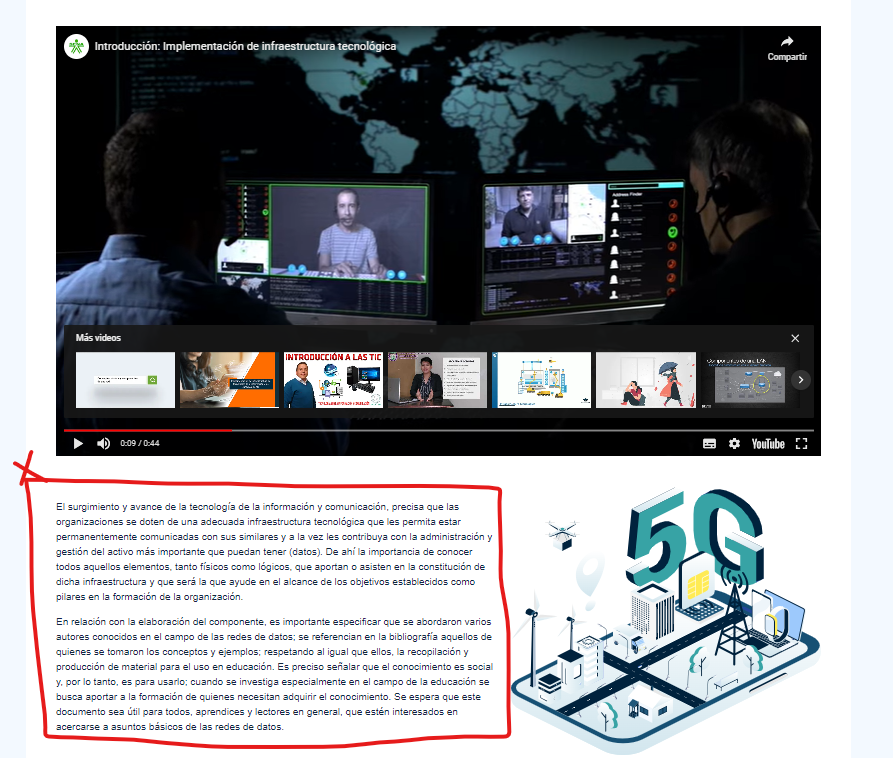 Introducción: Implementación de infraestructura tecnológica
Compartir
Address Finder
Más videos
INTRODUCCIÓN A LAS TIC
Componentes de una LAN
0:09 / 0:44
YouTube
El surgimiento y avance de la tecnología de la información y comunicación, precisa que las
organizaciones se doten de una adecuada infraestructura tecnológica que les permita estar
permanentemente comunicadas con sus similares y a la vez les contribuya con la administración y
gestión del activo más importante que puedan tener (datos). De ahí la importancia de conocer
todos aquellos elementos, tanto físicos como lógicos, que aportan o asisten en la constitución de
dicha infraestructura y que será la que ayude en el alcance de los objetivos establecidos como
pilares en la formación de la organización.
En relación con la elaboración del componente, es importante especificar que se abordaron varios
autores conocidos en el campo de las redes de datos; se referencian en la bibliografía aquellos de
quienes se tomaron los conceptos y ejemplos; respetando al igual que ellos, la recopilación y
producción de material para el uso en educación. Es preciso señalar que el conocimiento es social
y, por lo tanto, es para usarlo; cuando se investiga especialmente en el campo de la educación se
busca aportar a la formación de quienes necesitan adquirir el conocimiento. Se espera que este
documento sea útil para todos, aprendices y lectores en general, que estén interesados en
acercarse a asuntos básicos de las redes de datos.
5G